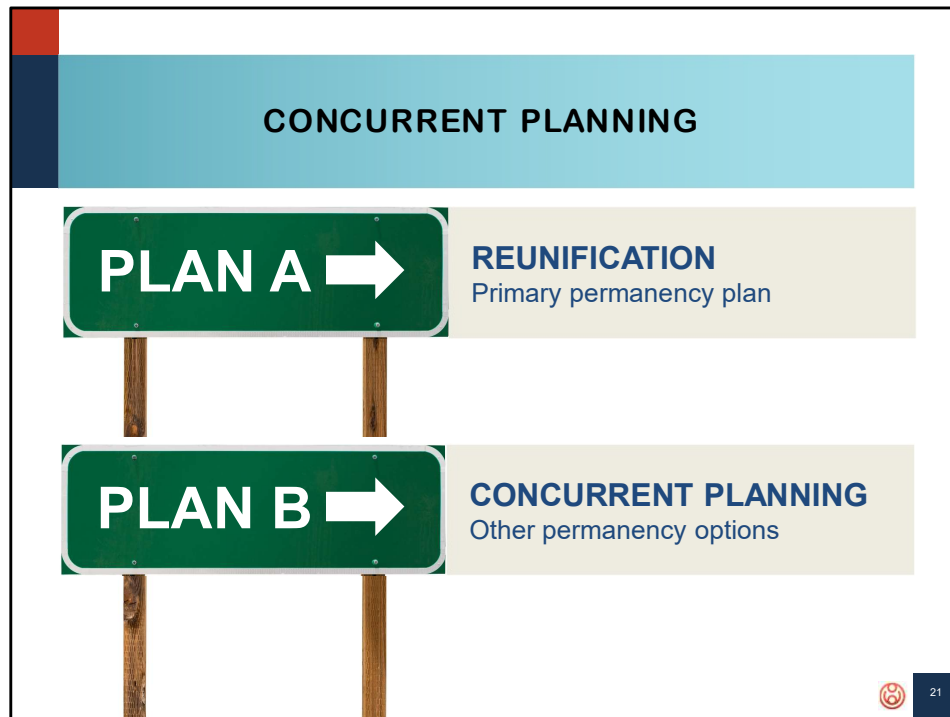 CONCURRENT PLANNING
PLAN A
REUNIFICATION
Primary permanency plan
PLAN B
CONCURRENT PLANNING
Other permanency options
21